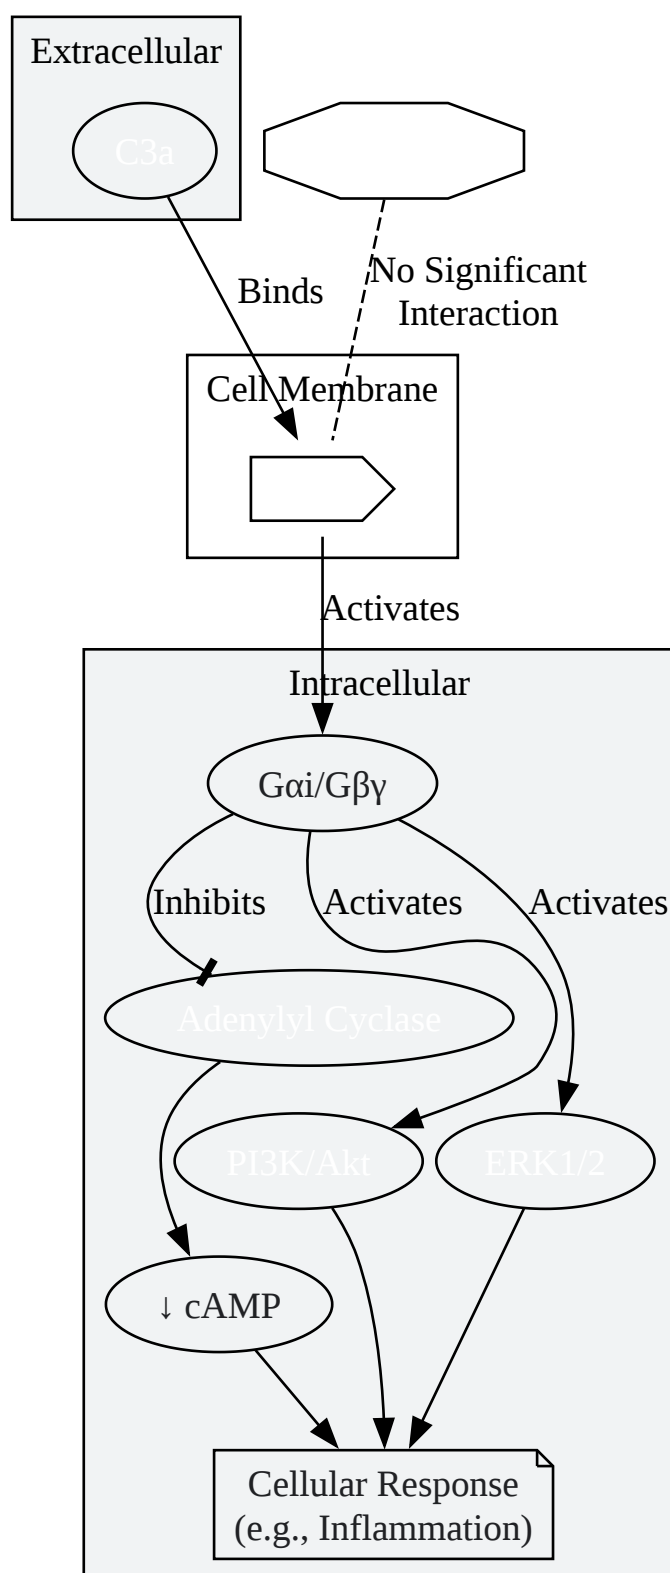 Extracellular
C3a
Binds
No Significant
Interaction
Cell Membrane
Activates
Intracellular
Gαi/Gβγ
Inhibits
Activates
Activates
Adenylyl Cyclase
PI3K/Akt
ERK1/2
↓ cAMP
Cellular Response
(e.g., Inflammation)